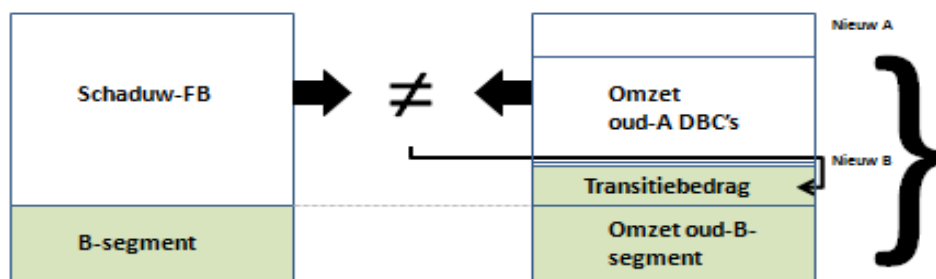 Nieuw A
Schaduw-FB
≠
Omzet
oud-A DBC's
Nieuw B
Transitiebedrag
B-segment
Omzet oud-B-
segment